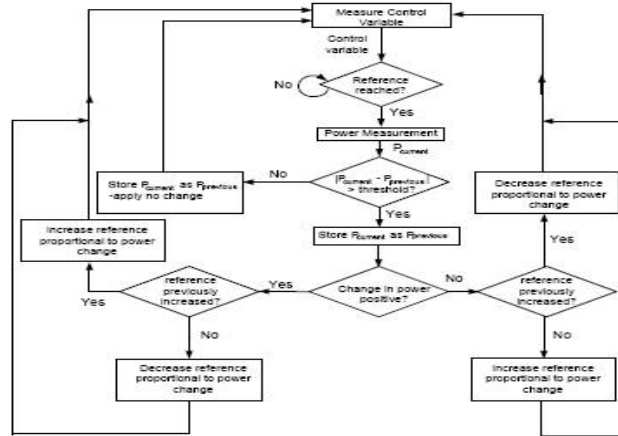 Measure Control
Variable
Control
variable
No
Reference
reached?
Yes
Power Measurement
Pcurrent
|Pcurrent - Pprevious|
> threshold?
No
Store Pcurrent as Pprevious
-apply no change
Yes
Store Pcurrent as Pprevious
Change in power
positive?
Yes
reference
previously
increased?
Yes
Increase reference
proportional to power
change
No
Decrease reference
proportional to power
change
No
reference
previously
increased?
Yes
Decrease reference
proportional to power
change
No
Increase reference
proportional to power
change